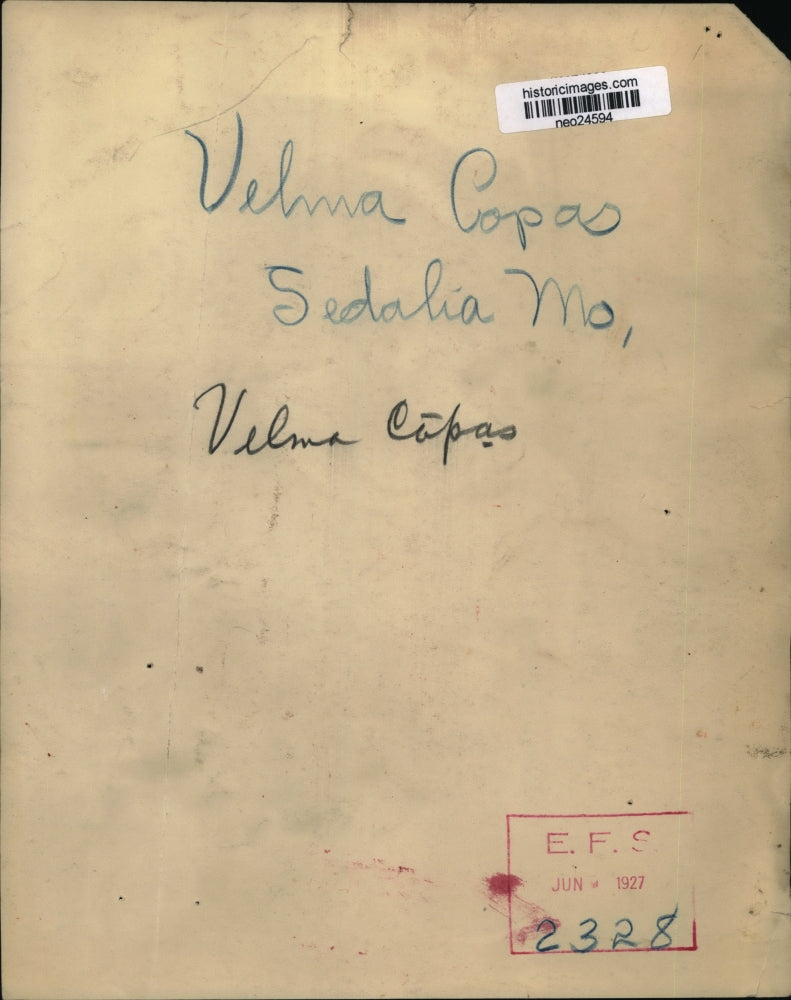 historicimages.com
neo24594
Velma Copas
Sedalia Mo,
Velma Copas
E. F. S
JUN 1927
2328